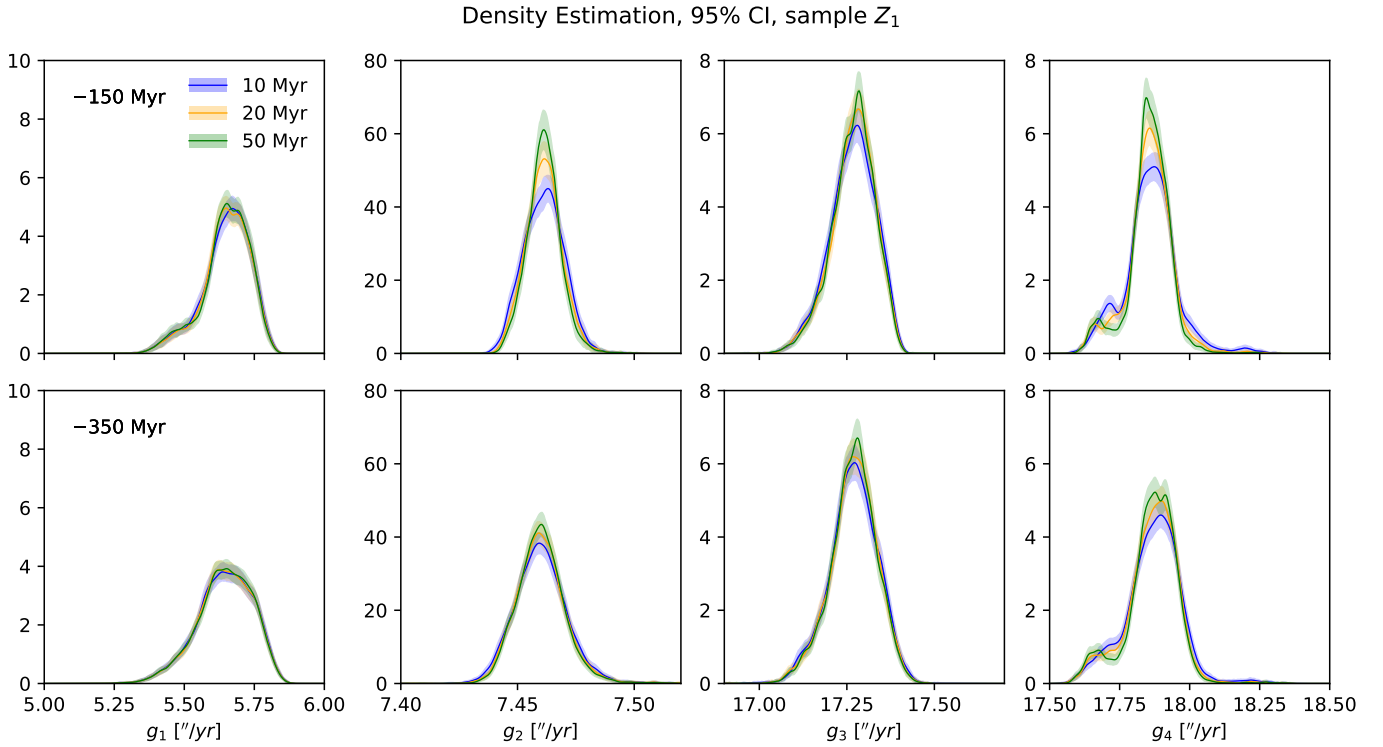 Density Estimation, 95% CI, sample Z₁
10 80 8 8
−150 Myr
10 Myr
20 Myr
50 Myr
8
6 60 6 6
4 40 4 4
2 20 2 2
0 0 0 0
10 80 8 8
−350 Myr
8
6 60 6 6
4 40 4 4
2 20 2 2
0 0 0 0
5.00 5.25 5.50 5.75 6.00 7.40 7.45 7.50 17.00 17.25 17.50 17.50 17.75 18.00 18.25 18.50
g₁ [″/yr] g₂ [″/yr] g₃ [″/yr] g₄ [″/yr]